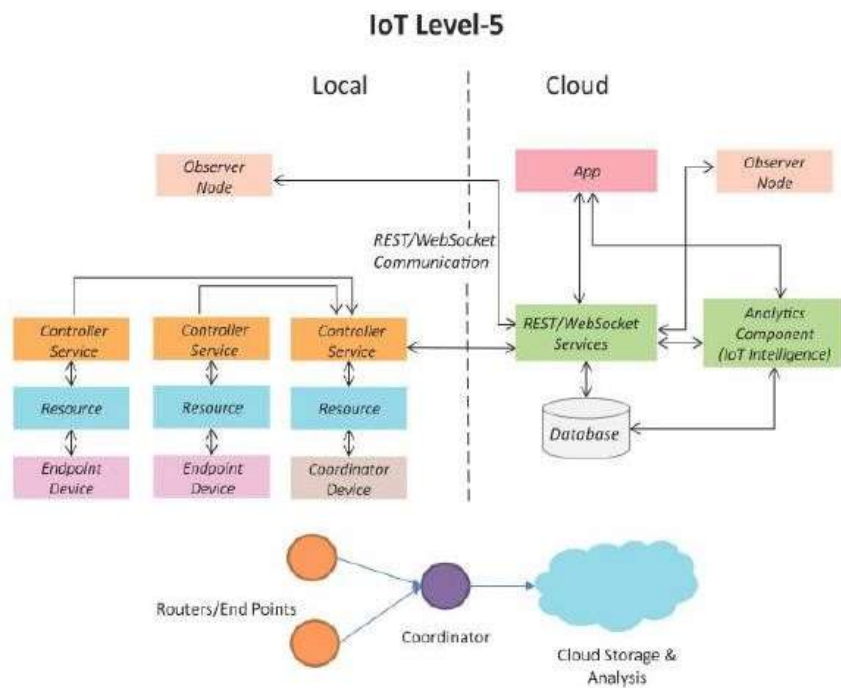 IoT Level-5
Local
Cloud
Observer
Node
App
Observer
Node
REST/WebSocket
Communication
Controller
Service
Controller
Service
Controller
Service
REST/WebSocket
Services
Analytics
Component
(IoT Intelligence)
Resource
Resource
Resource
Database
Endpoint
Device
Endpoint
Device
Coordinator
Device
Routers/End Points
Coordinator
Cloud Storage &
Analysis